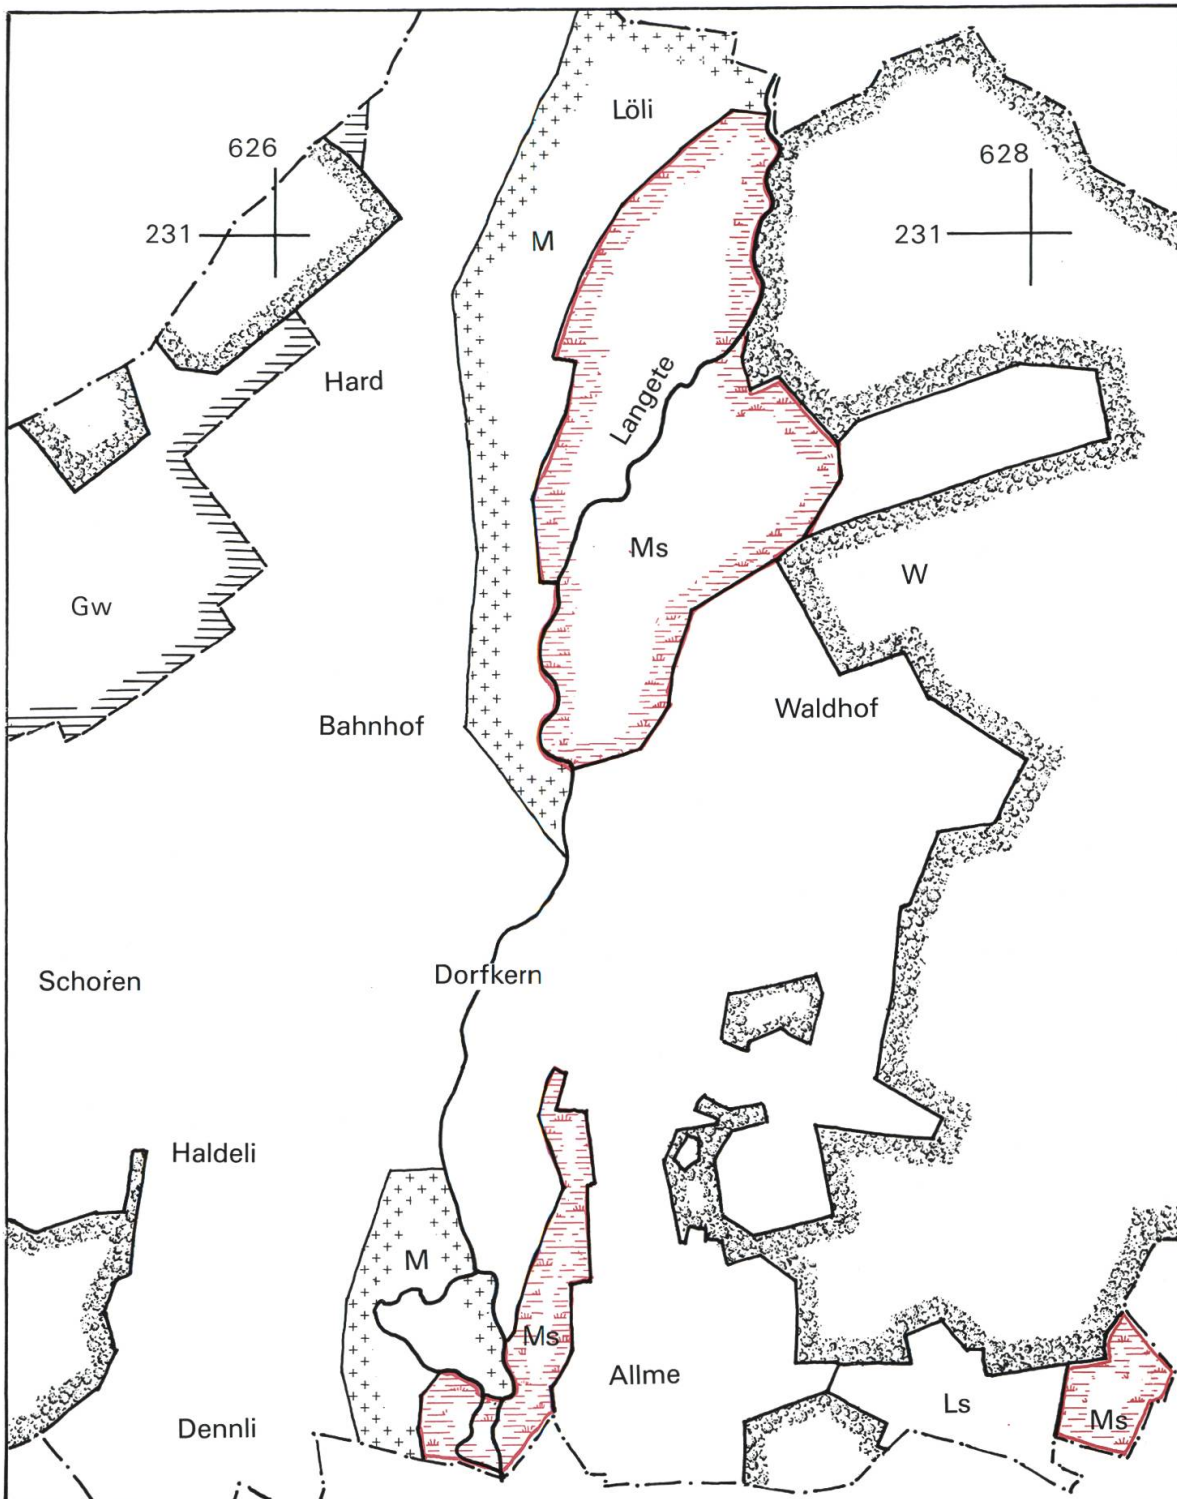 Löli
626
628
231
M
231
Hard
Langete
Ms
W
Gw
Waldhof
Bahnhof
Schoren
Dorfkern
Haldeli
M
Ms
Allme
Ls
Ms
Dennli